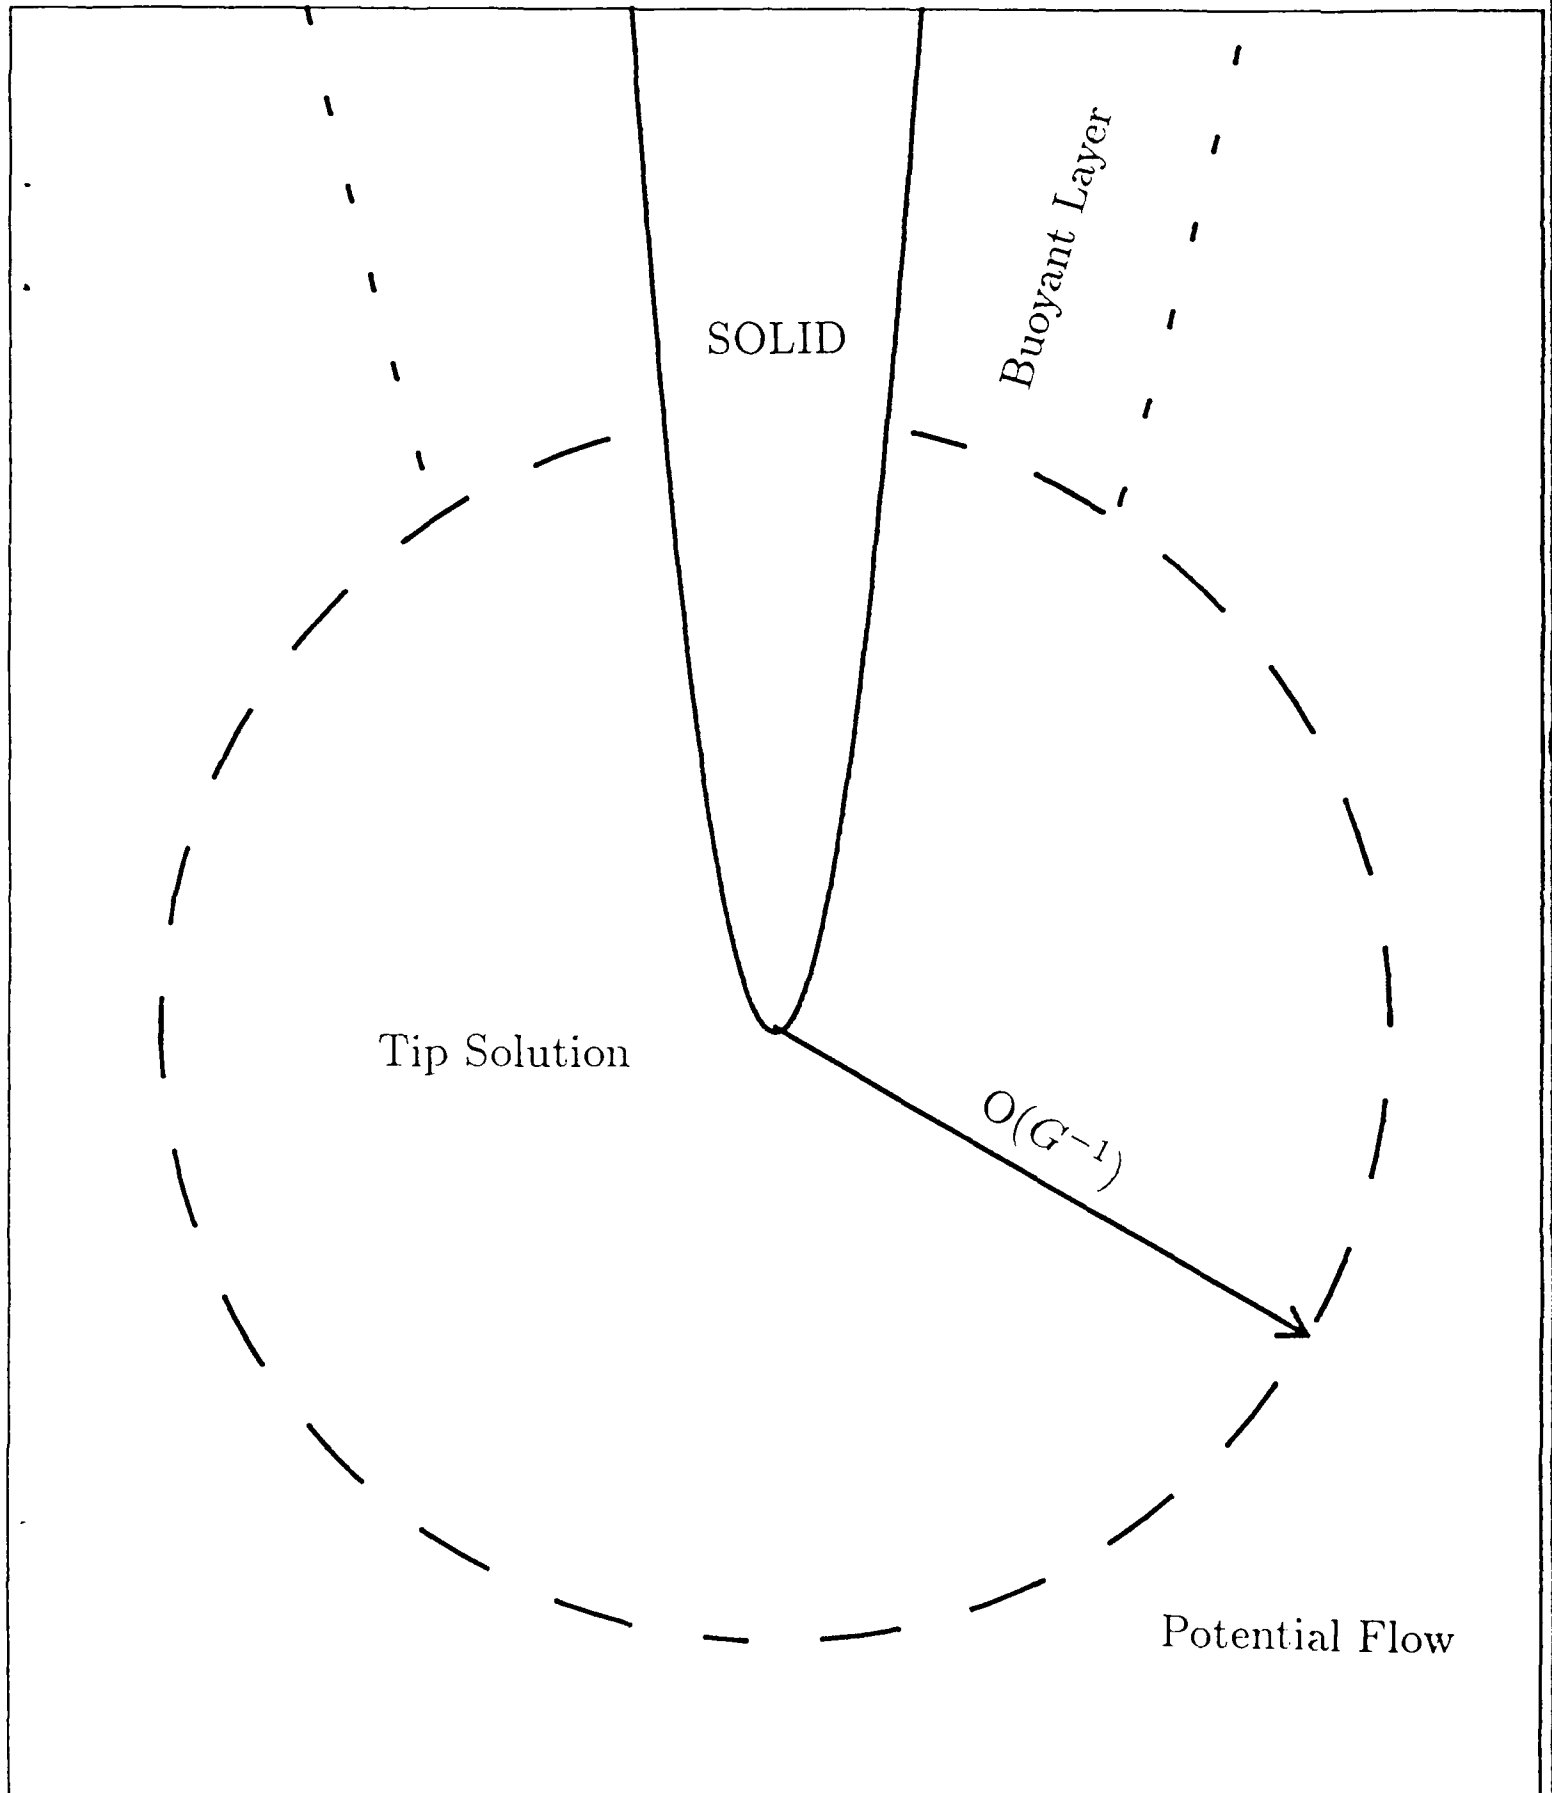 Buoyant Layer
SOLID
Tip Solution
O(G⁻¹)
Potential Flow